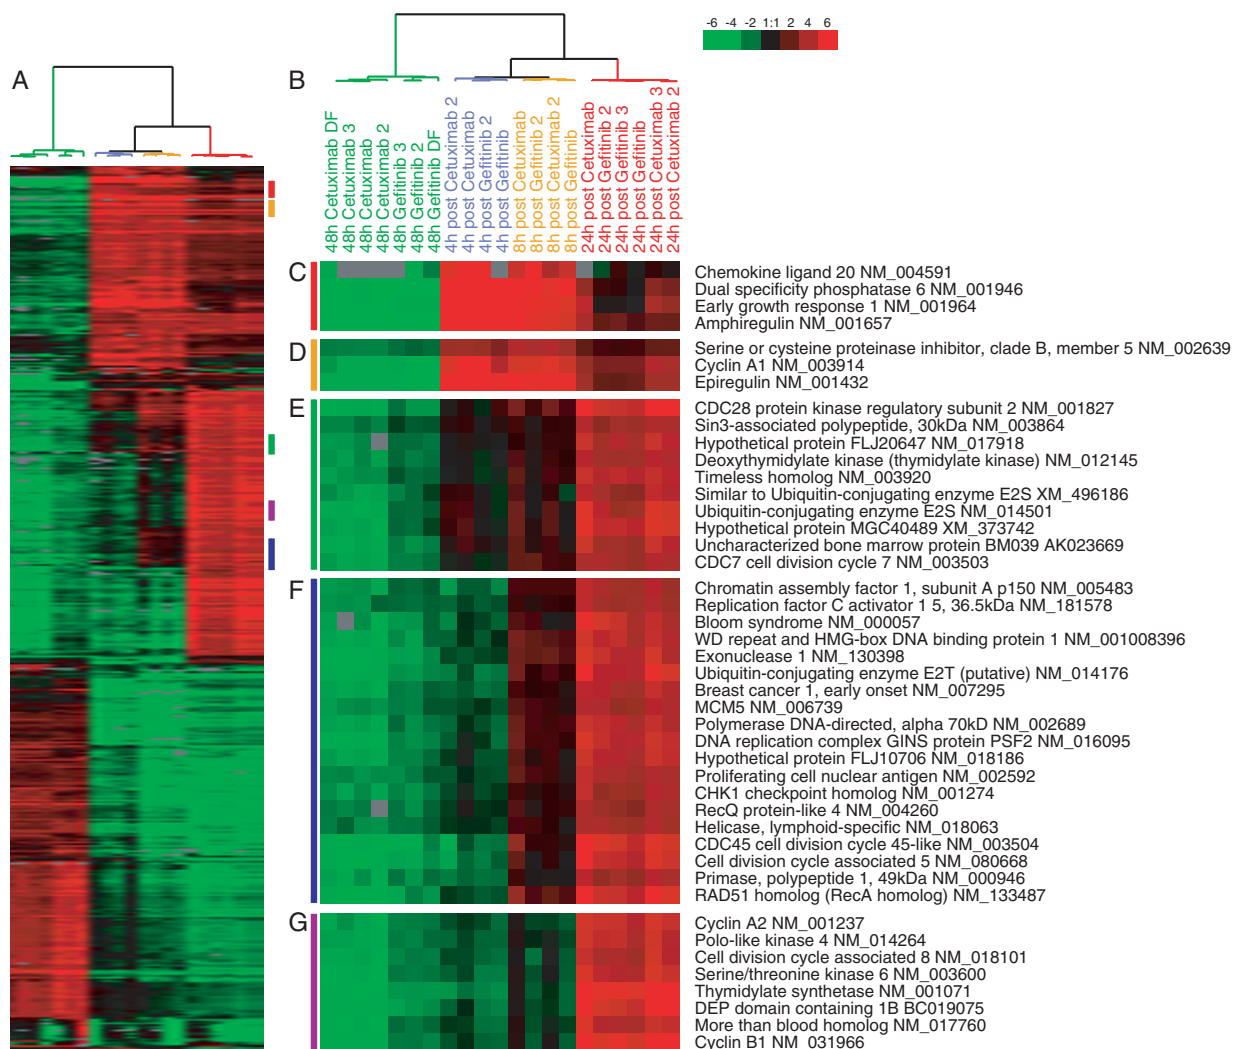 -6 -4 -2 1:1 2 4 6
A
B
48h Cetuximab DF
48h Cetuximab 3
48h Cetuximab
48h Cetuximab 2
48h Gefitinib 3
48h Gefitinib 2
48h Gefitinib DF
4h post Cetuximab 2
4h post Cetuximab
4h post Gefitinib 2
4h post Gefitinib
8h post Cetuximab
8h post Gefitinib 2
8h post Cetuximab 2
8h post Gefitinib
24h post Cetuximab
24h post Gefitinib 2
24h post Gefitinib 3
24h post Gefitinib
24h post Cetuximab 3
24h post Cetuximab 2
C
Chemokine ligand 20 NM_004591
Dual specificity phosphatase 6 NM_001946
Early growth response 1 NM_001964
Amphiregulin NM_001657
D
Serine or cysteine proteinase inhibitor, clade B, member 5 NM_002639
Cyclin A1 NM_003914
Epiregulin NM_001432
E
CDC28 protein kinase regulatory subunit 2 NM_001827
Sin3-associated polypeptide, 30kDa NM_003864
Hypothetical protein FLJ20647 NM_017918
Deoxythymidylate kinase (thymidylate kinase) NM_012145
Timeless homolog NM_003920
Similar to Ubiquitin-conjugating enzyme E2S XM_496186
Ubiquitin-conjugating enzyme E2S NM_014501
Hypothetical protein MGC40489 XM_373742
Uncharacterized bone marrow protein BM039 AK023669
CDC7 cell division cycle 7 NM_003503
F
Chromatin assembly factor 1, subunit A p150 NM_005483
Replication factor C activator 1 5, 36.5kDa NM_181578
Bloom syndrome NM_000057
WD repeat and HMG-box DNA binding protein 1 NM_001008396
Exonuclease 1 NM_130398
Ubiquitin-conjugating enzyme E2T (putative) NM_014176
Breast cancer 1, early onset NM_007295
MCM5 NM_006739
Polymerase DNA-directed, alpha 70kD NM_002689
DNA replication complex GINS protein PSF2 NM_016095
Hypothetical protein FLJ10706 NM_018186
Proliferating cell nuclear antigen NM_002592
CHK1 checkpoint homolog NM_001274
RecQ protein-like 4 NM_004260
Helicase, lymphoid-specific NM_018063
CDC45 cell division cycle 45-like NM_003504
Cell division cycle associated 5 NM_080668
Primase, polypeptide 1, 49kDa NM_000946
RAD51 homolog (RecA homolog) NM_133487
G
Cyclin A2 NM_001237
Polo-like kinase 4 NM_014264
Cell division cycle associated 8 NM_018101
Serine/threonine kinase 6 NM_003600
Thymidylate synthetase NM_001071
DEP domain containing 1B BC019075
More than blood homolog NM_017760
Cyclin B1 NM_031966